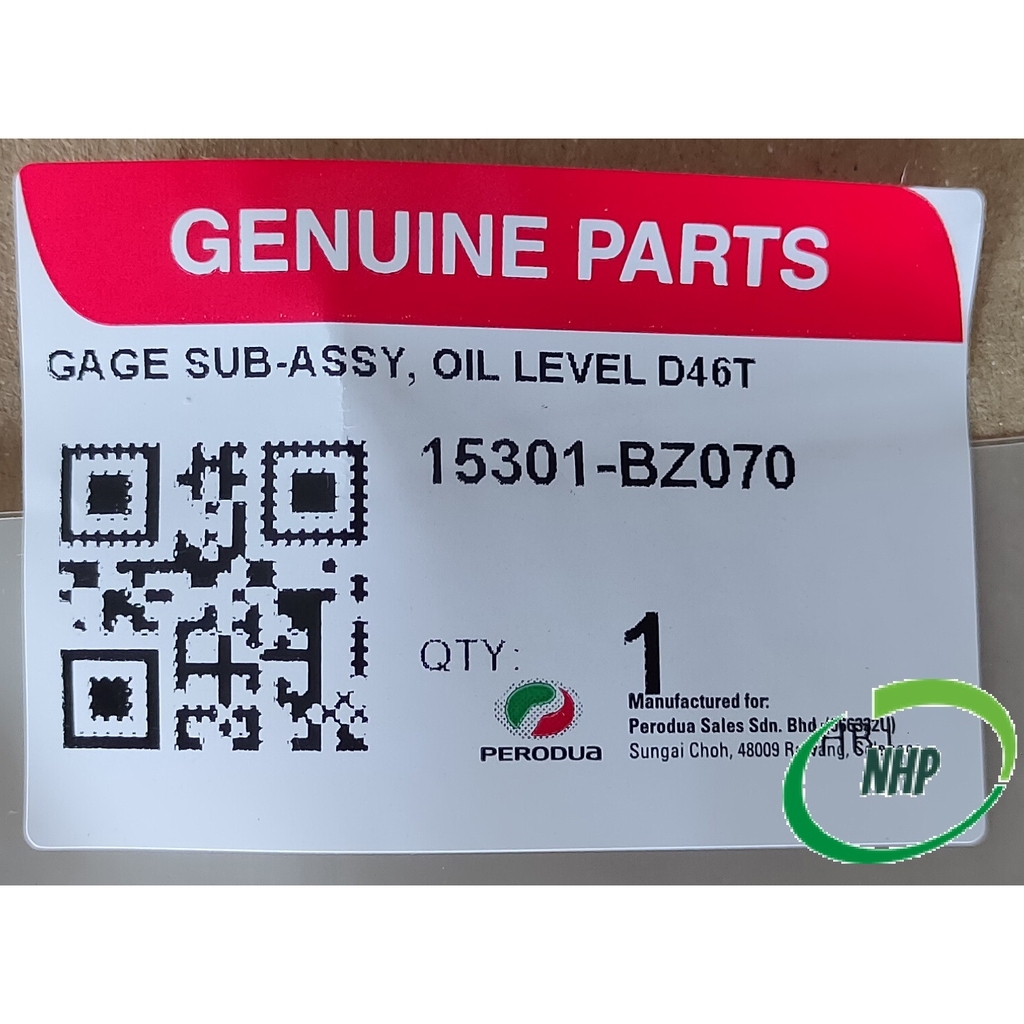 GENUINE PARTS
GAGE SUB-ASSY, OIL LEVEL D46T
15301-BZ070
QTY: 1
PERODUA
Manufactured for:
Perodua Sales Sdn. Bhd.
Sungai Choh, 48009 Rawang,
NHP